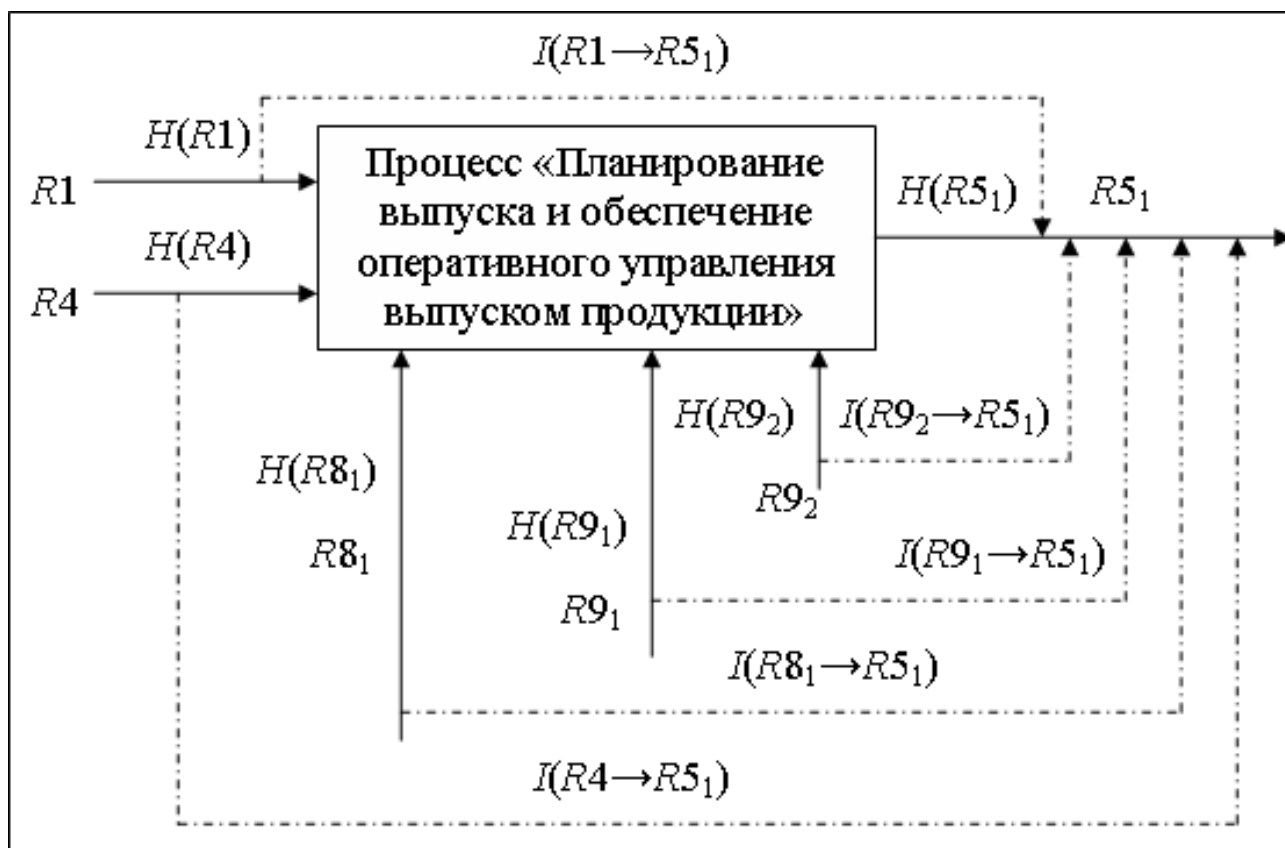 I(R1→R5₁)
H(R1)
R1
H(R4)
R4
Процесс «Планирование
выпуска и обеспечение
оперативного управления
выпуском продукции»
H(R5₁)
R5₁
H(R9₂)
I(R9₂→R5₁)
R9₂
H(R8₁)
R8₁
H(R9₁)
R9₁
I(R9₁→R5₁)
I(R8₁→R5₁)
I(R4→R5₁)